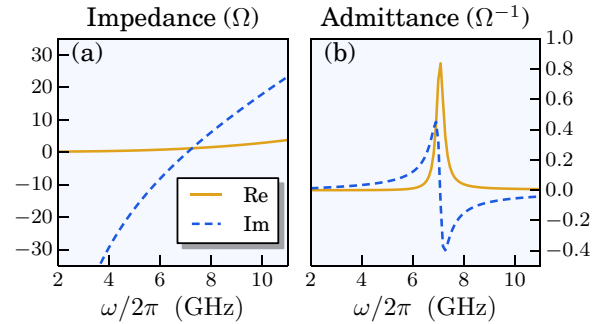 Impedance (Ω) Admittance (Ω⁻¹)
(a) (b)
30
20
10
0
−10
−20
−30
Re
Im
1.0
0.8
0.6
0.4
0.2
0.0
−0.2
−0.4
2 4 6 8 10 2 4 6 8 10
ω/2π (GHz) ω/2π (GHz)